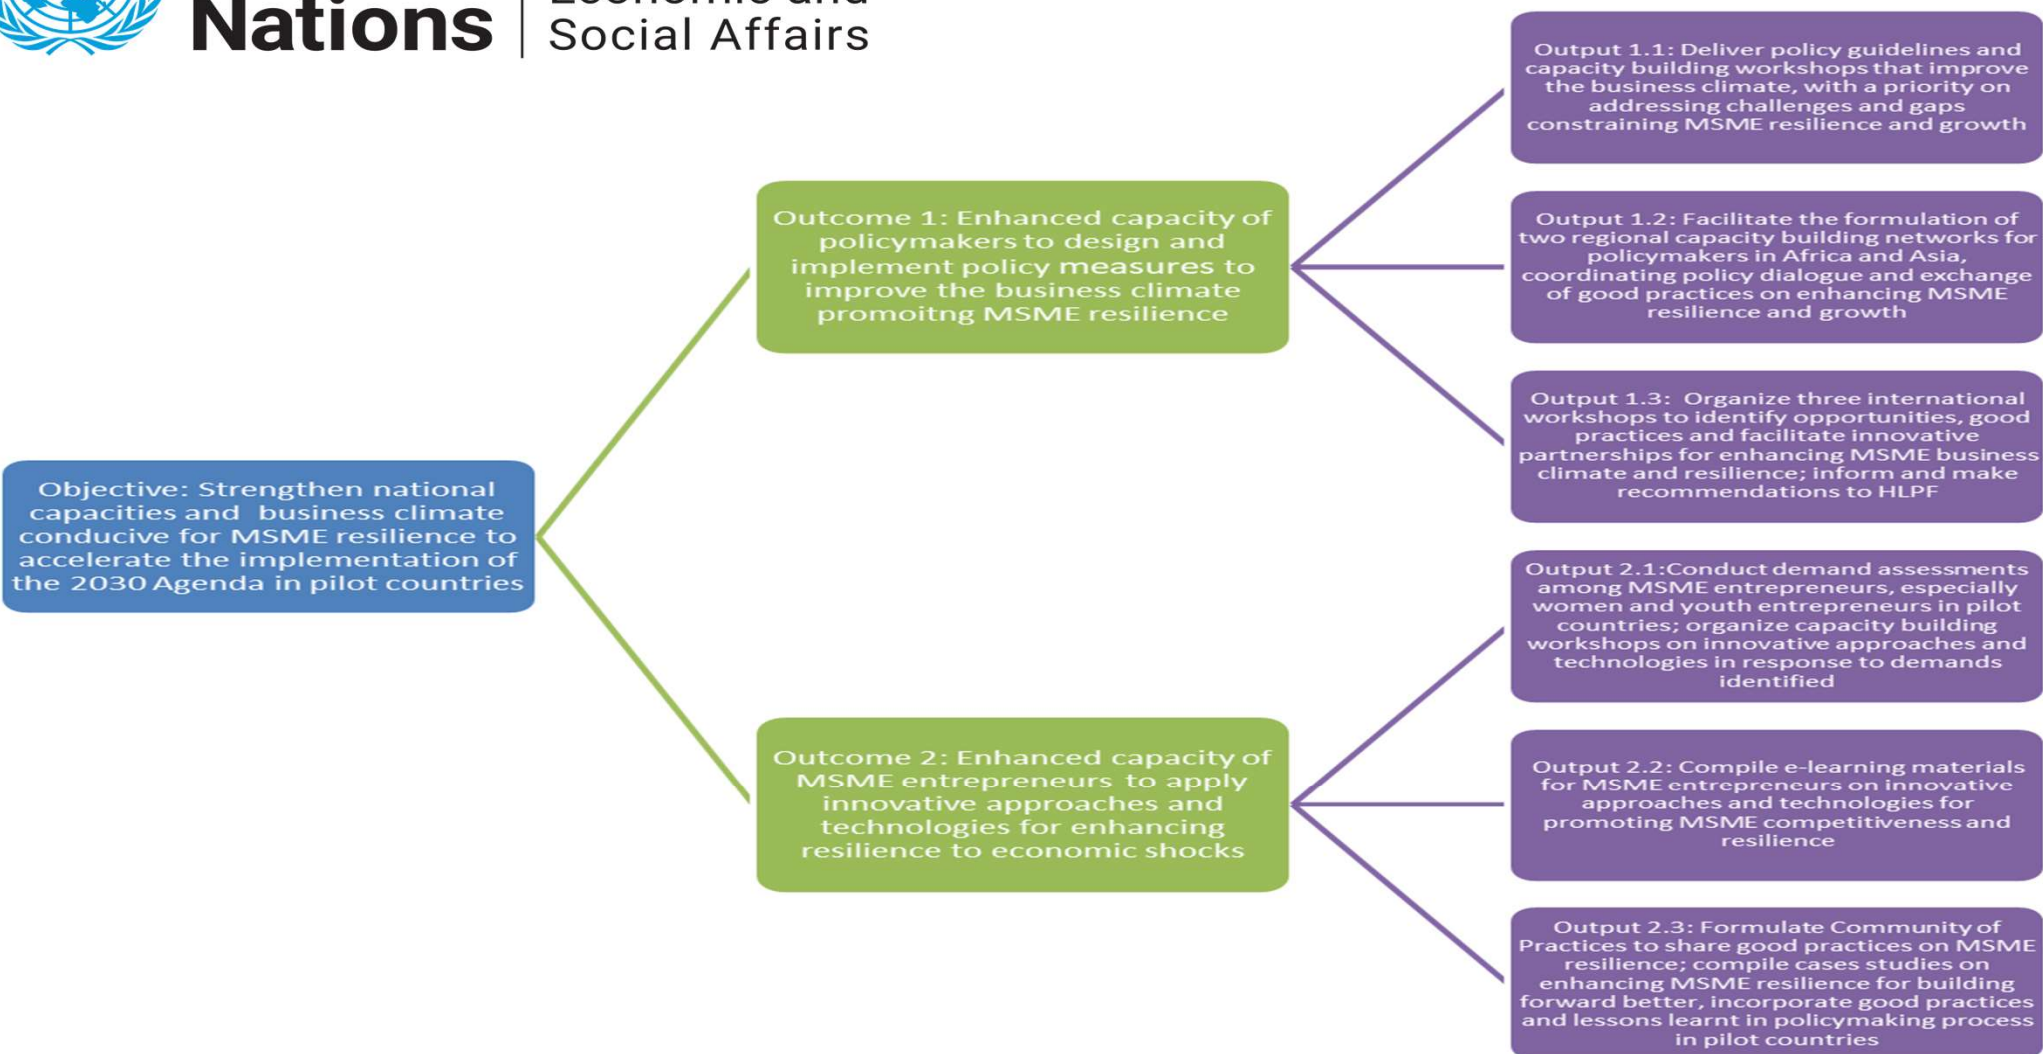 Nations
Economic and
Social Affairs
Objective: Strengthen national
capacities and business climate
conducive for MSME resilience to
accelerate the implementation of
the 2030 Agenda in pilot countries
Outcome 1: Enhanced capacity of
policymakers to design and
implement policy measures to
improve the business climate
promoitng MSME resilience
Output 1.1: Deliver policy guidelines and
capacity building workshops that improve
the business climate, with a priority on
addressing challenges and gaps
constraining MSME resilience and growth
Output 1.2: Facilitate the formulation of
two regional capacity building networks for
policymakers in Africa and Asia,
coordinating policy dialogue and exchange
of good practices on enhancing MSME
resilience and growth
Output 1.3: Organize three international
workshops to identify opportunities, good
practices and facilitate innovative
partnerships for enhancing MSME business
climate and resilience; inform and make
recommendations to HLPF
Outcome 2: Enhanced capacity of
MSME entrepreneurs to apply
innovative approaches and
technologies for enhancing
resilience to economic shocks
Output 2.1:Conduct demand assessments
among MSME entrepreneurs, especially
women and youth entrepreneurs in pilot
countries; organize capacity building
workshops on innovative approaches and
technologies in response to demands
identified
Output 2.2: Compile e-learning materials
for MSME entrepreneurs on innovative
approaches and technologies for
promoting MSME competitiveness and
resilience
Output 2.3: Formulate Community of
Practices to share good practices on MSME
resilience; compile cases studies on
enhancing MSME resilience for building
forward better, incorporate good practices
and lessons learnt in policymaking process
in pilot countries